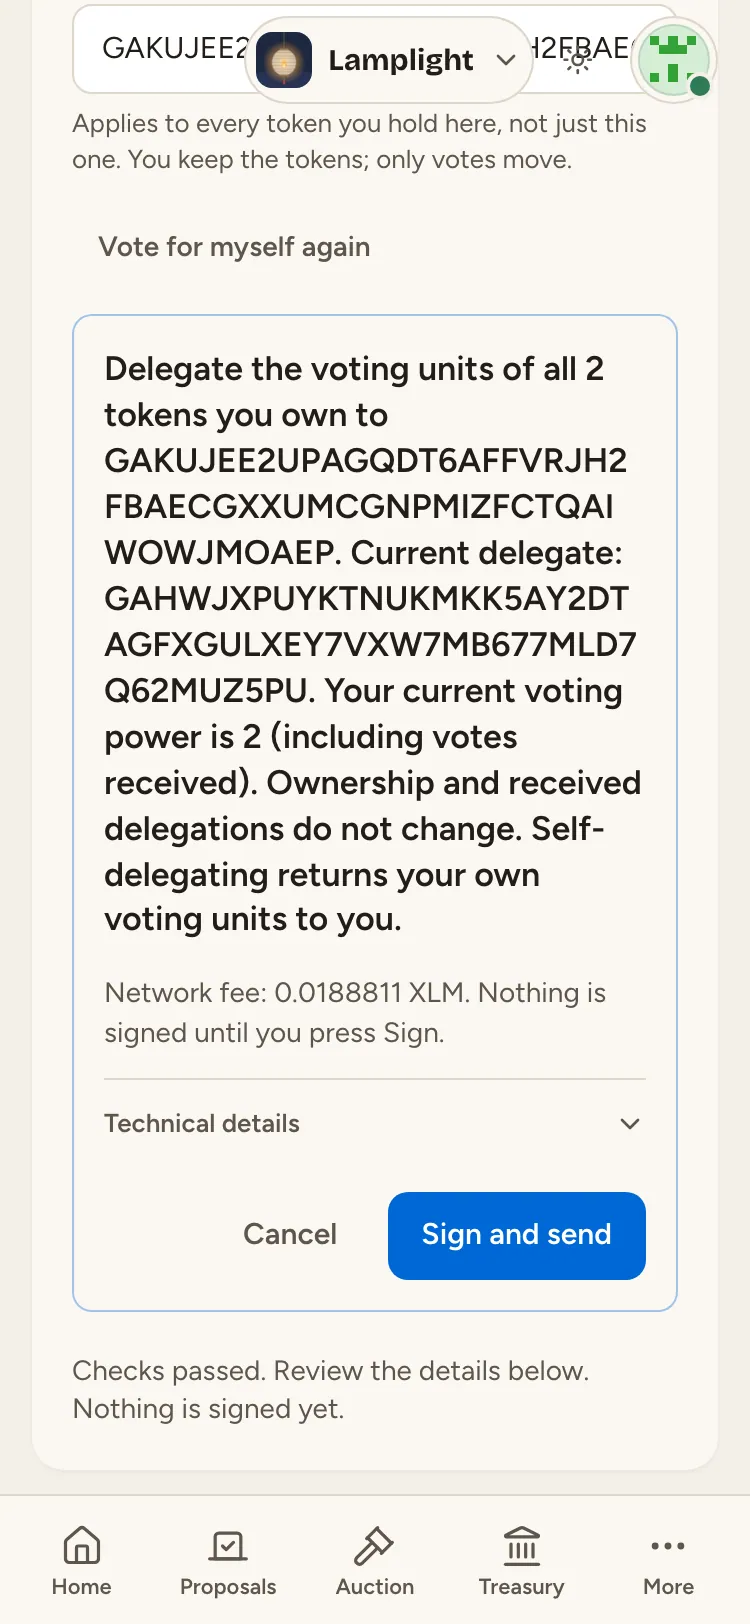 GAKUJEE2
Lamplight
H2FBAE
Applies to every token you hold here, not just this
one. You keep the tokens; only votes move.
Vote for myself again
Delegate the voting units of all 2
tokens you own to
GAKUJEE2UPAGQDT6AFFVRJH2
FBAECGXXUMCGNPMIZFCTQAI
WOWJMOAEP. Current delegate:
GAHWJXPUYKTNUKMKK5AY2DT
AGFXGULXEY7VXW7MB677MLD7
Q62MUZ5PU. Your current voting
power is 2 (including votes
received). Ownership and received
delegations do not change. Self-
delegating returns your own
voting units to you.
Network fee: 0.0188811 XLM. Nothing is
signed until you press Sign.
Technical details
Cancel
Sign and send
Checks passed. Review the details below.
Nothing is signed yet.
Home
Proposals
Auction
Treasury
More